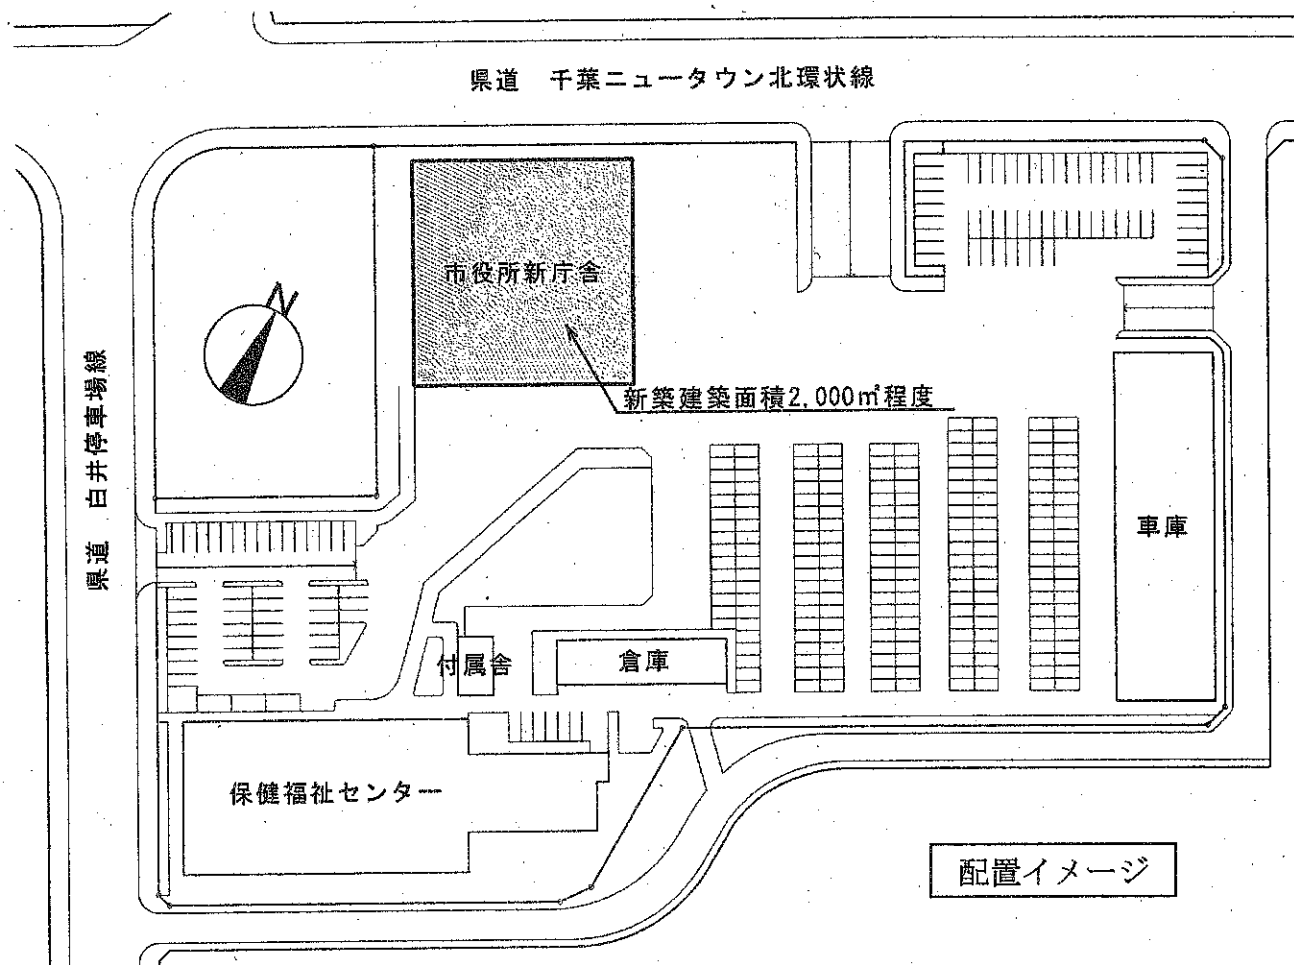 県道 千葉ニュータウン北環状線
市役所新庁舎
N
新築建築面積2,000㎡程度
県道 白井停車場線
車庫
付属舎
倉庫
保健福祉センター
配置イメージ